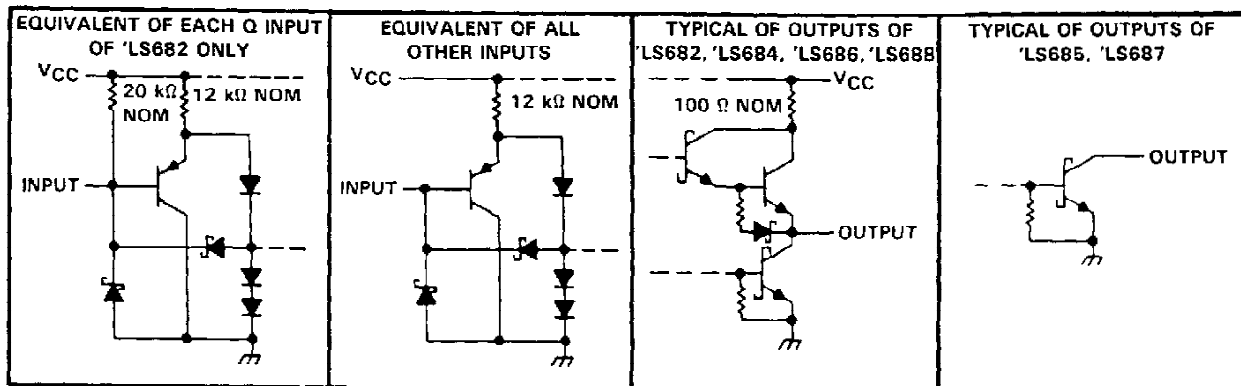 EQUIVALENT OF EACH Q INPUT
OF 'LS682 ONLY
VCC
20 kΩ
NOM
12 kΩ NOM
INPUT
EQUIVALENT OF ALL
OTHER INPUTS
VCC
12 kΩ NOM
INPUT
TYPICAL OF OUTPUTS OF
'LS682, 'LS684, 'LS686, 'LS688
VCC
100 Ω NOM
OUTPUT
TYPICAL OF OUTPUTS OF
'LS685, 'LS687
OUTPUT